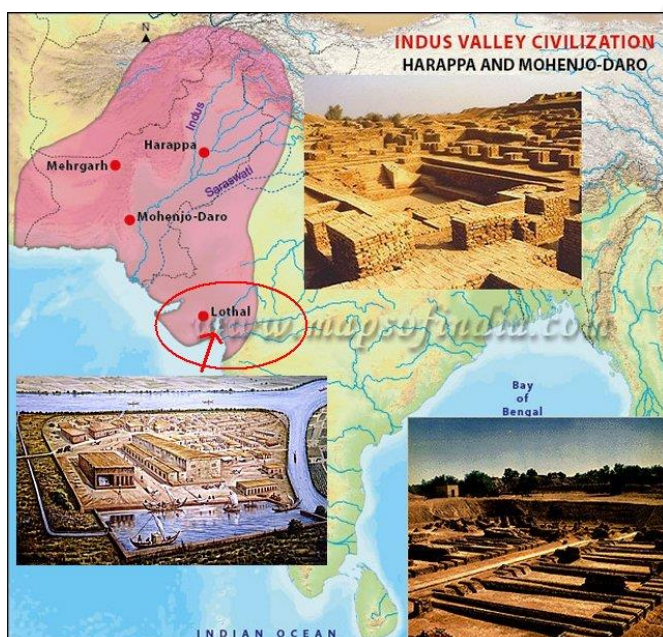 INDUS VALLEY CIVILIZATION
HARAPPA AND MOHENJO-DARO
N
Indus
Harappa
Mehrgarh
Saraswati
Mohenjo-Daro
Lothal
www.mapsofindia.com
Bay
of
Bengal
INDIAN OCEAN